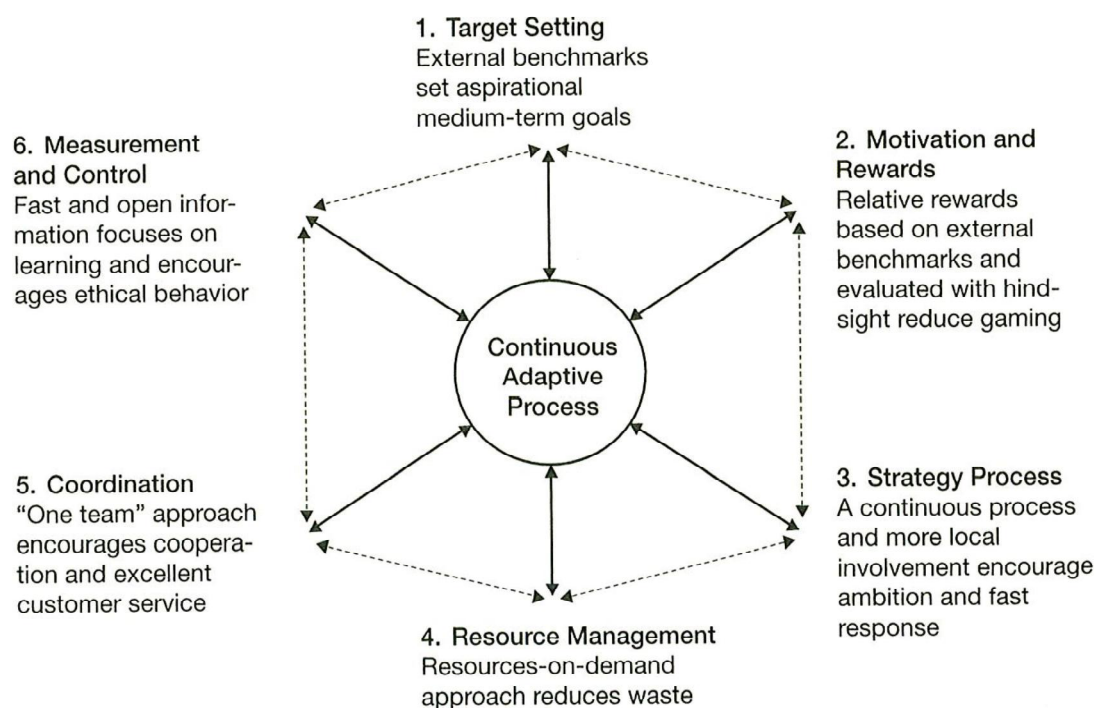 1. Target Setting
External benchmarks
set aspirational
medium-term goals
2. Motivation and
Rewards
Relative rewards
based on external
benchmarks and
evaluated with hind-
sight reduce gaming
3. Strategy Process
A continuous process
and more local
involvement encourage
ambition and fast
response
4. Resource Management
Resources-on-demand
approach reduces waste
5. Coordination
“One team” approach
encourages coopera-
tion and excellent
customer service
6. Measurement
and Control
Fast and open infor-
mation focuses on
learning and encour-
ages ethical behavior
Continuous
Adaptive
Process